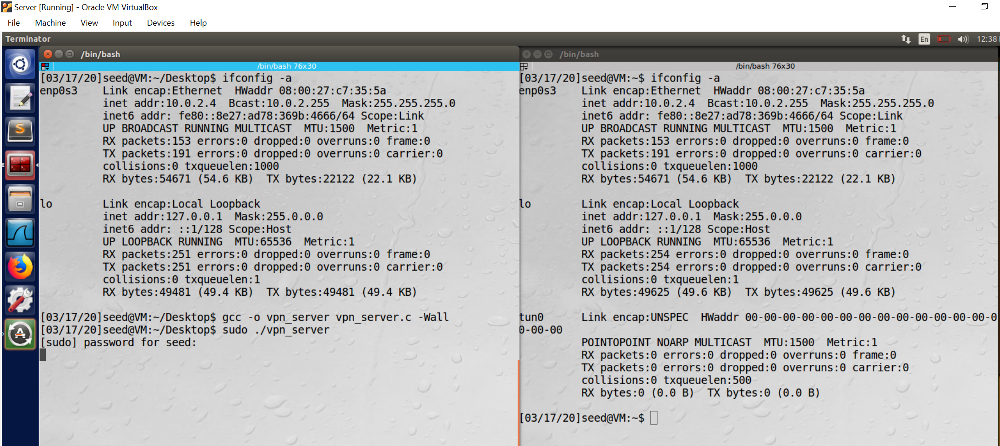 Server [Running] - Oracle VM VirtualBox
File Machine View Input Devices Help
Terminator En 12:38
/bin/bash
/bin/bash 76x30
[03/17/20]seed@VM:~/Desktop$ ifconfig -a
enp0s3 Link encap:Ethernet HWaddr 08:00:27:c7:35:5a
inet addr:10.0.2.4 Bcast:10.0.2.255 Mask:255.255.255.0
inet6 addr: fe80::8e27:ad78:369b:4666/64 Scope:Link
UP BROADCAST RUNNING MULTICAST MTU:1500 Metric:1
RX packets:153 errors:0 dropped:0 overruns:0 frame:0
TX packets:191 errors:0 dropped:0 overruns:0 carrier:0
collisions:0 txqueuelen:1000
RX bytes:54671 (54.6 KB) TX bytes:22122 (22.1 KB)
lo Link encap:Local Loopback
inet addr:127.0.0.1 Mask:255.0.0.0
inet6 addr: ::1/128 Scope:Host
UP LOOPBACK RUNNING MTU:65536 Metric:1
RX packets:251 errors:0 dropped:0 overruns:0 frame:0
TX packets:251 errors:0 dropped:0 overruns:0 carrier:0
collisions:0 txqueuelen:1
RX bytes:49481 (49.4 KB) TX bytes:49481 (49.4 KB)
[03/17/20]seed@VM:~/Desktop$ gcc -o vpn_server vpn_server.c -Wall
[03/17/20]seed@VM:~/Desktop$ sudo ./vpn_server
[sudo] password for seed:
/bin/bash
/bin/bash 76x30
[03/17/20]seed@VM:~$ ifconfig -a
enp0s3 Link encap:Ethernet HWaddr 08:00:27:c7:35:5a
inet addr:10.0.2.4 Bcast:10.0.2.255 Mask:255.255.255.0
inet6 addr: fe80::8e27:ad78:369b:4666/64 Scope:Link
UP BROADCAST RUNNING MULTICAST MTU:1500 Metric:1
RX packets:153 errors:0 dropped:0 overruns:0 frame:0
TX packets:191 errors:0 dropped:0 overruns:0 carrier:0
collisions:0 txqueuelen:1000
RX bytes:54671 (54.6 KB) TX bytes:22122 (22.1 KB)
lo Link encap:Local Loopback
inet addr:127.0.0.1 Mask:255.0.0.0
inet6 addr: ::1/128 Scope:Host
UP LOOPBACK RUNNING MTU:65536 Metric:1
RX packets:254 errors:0 dropped:0 overruns:0 frame:0
TX packets:254 errors:0 dropped:0 overruns:0 carrier:0
collisions:0 txqueuelen:1
RX bytes:49625 (49.6 KB) TX bytes:49625 (49.6 KB)
tun0 Link encap:UNSPEC HWaddr 00-00-00-00-00-00-00-00-00-00-00-00-00-0
0-00-00
POINTOPOINT NOARP MULTICAST MTU:1500 Metric:1
RX packets:0 errors:0 dropped:0 overruns:0 frame:0
TX packets:0 errors:0 dropped:0 overruns:0 carrier:0
collisions:0 txqueuelen:500
RX bytes:0 (0.0 B) TX bytes:0 (0.0 B)
[03/17/20]seed@VM:~$